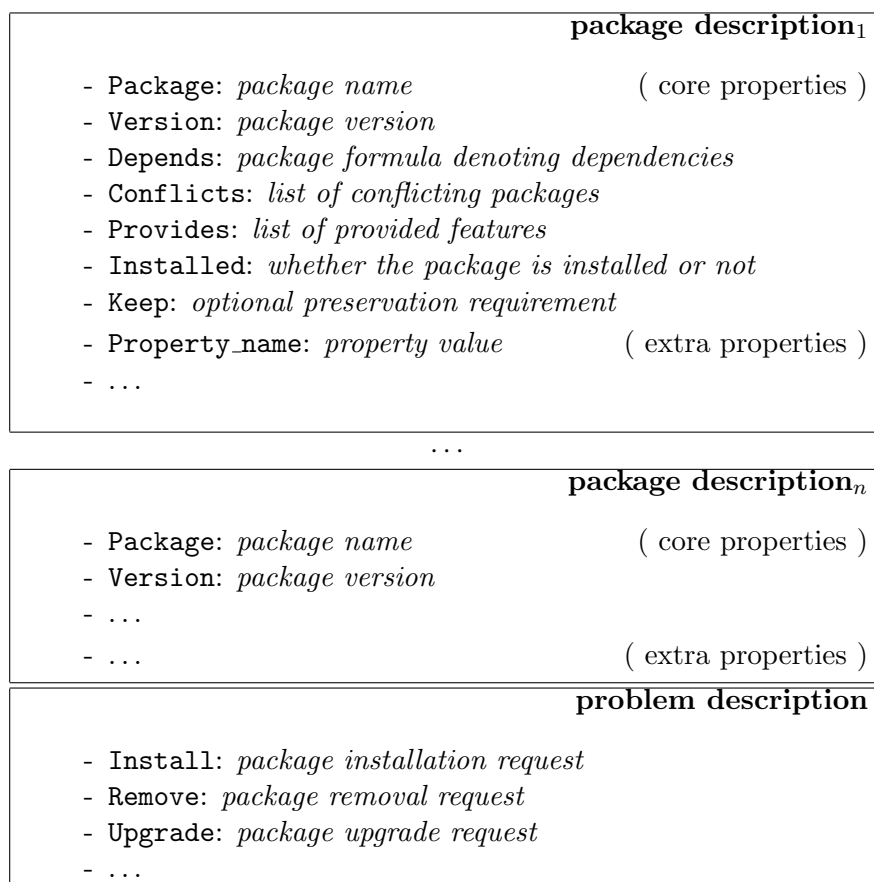 package description₁
- Package: package name ( core properties )
- Version: package version
- Depends: package formula denoting dependencies
- Conflicts: list of conflicting packages
- Provides: list of provided features
- Installed: whether the package is installed or not
- Keep: optional preservation requirement
- Property_name: property value ( extra properties )
- ...
...
package descriptionₙ
- Package: package name ( core properties )
- Version: package version
- ...
- ... ( extra properties )
problem description
- Install: package installation request
- Remove: package removal request
- Upgrade: package upgrade request
- ...